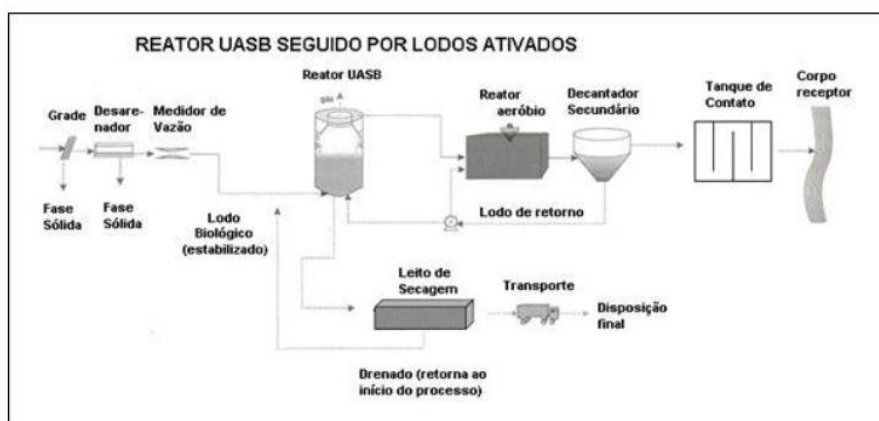 REATOR UASB SEGUIDO POR LODOS ATIVADOS
Reator UASB
gás
Grade
Desare-
nador
Medidor de
Vazão
Reator
aeróbio
Decantador
Secundário
Tanque de
Contato
Corpo
receptor
Fase
Sólida
Fase
Sólida
Lodo
Biológico
(estabilizado)
Lodo de retorno
Leito de
Secagem
Transporte
Disposição
final
Drenado (retorna ao
início do processo)